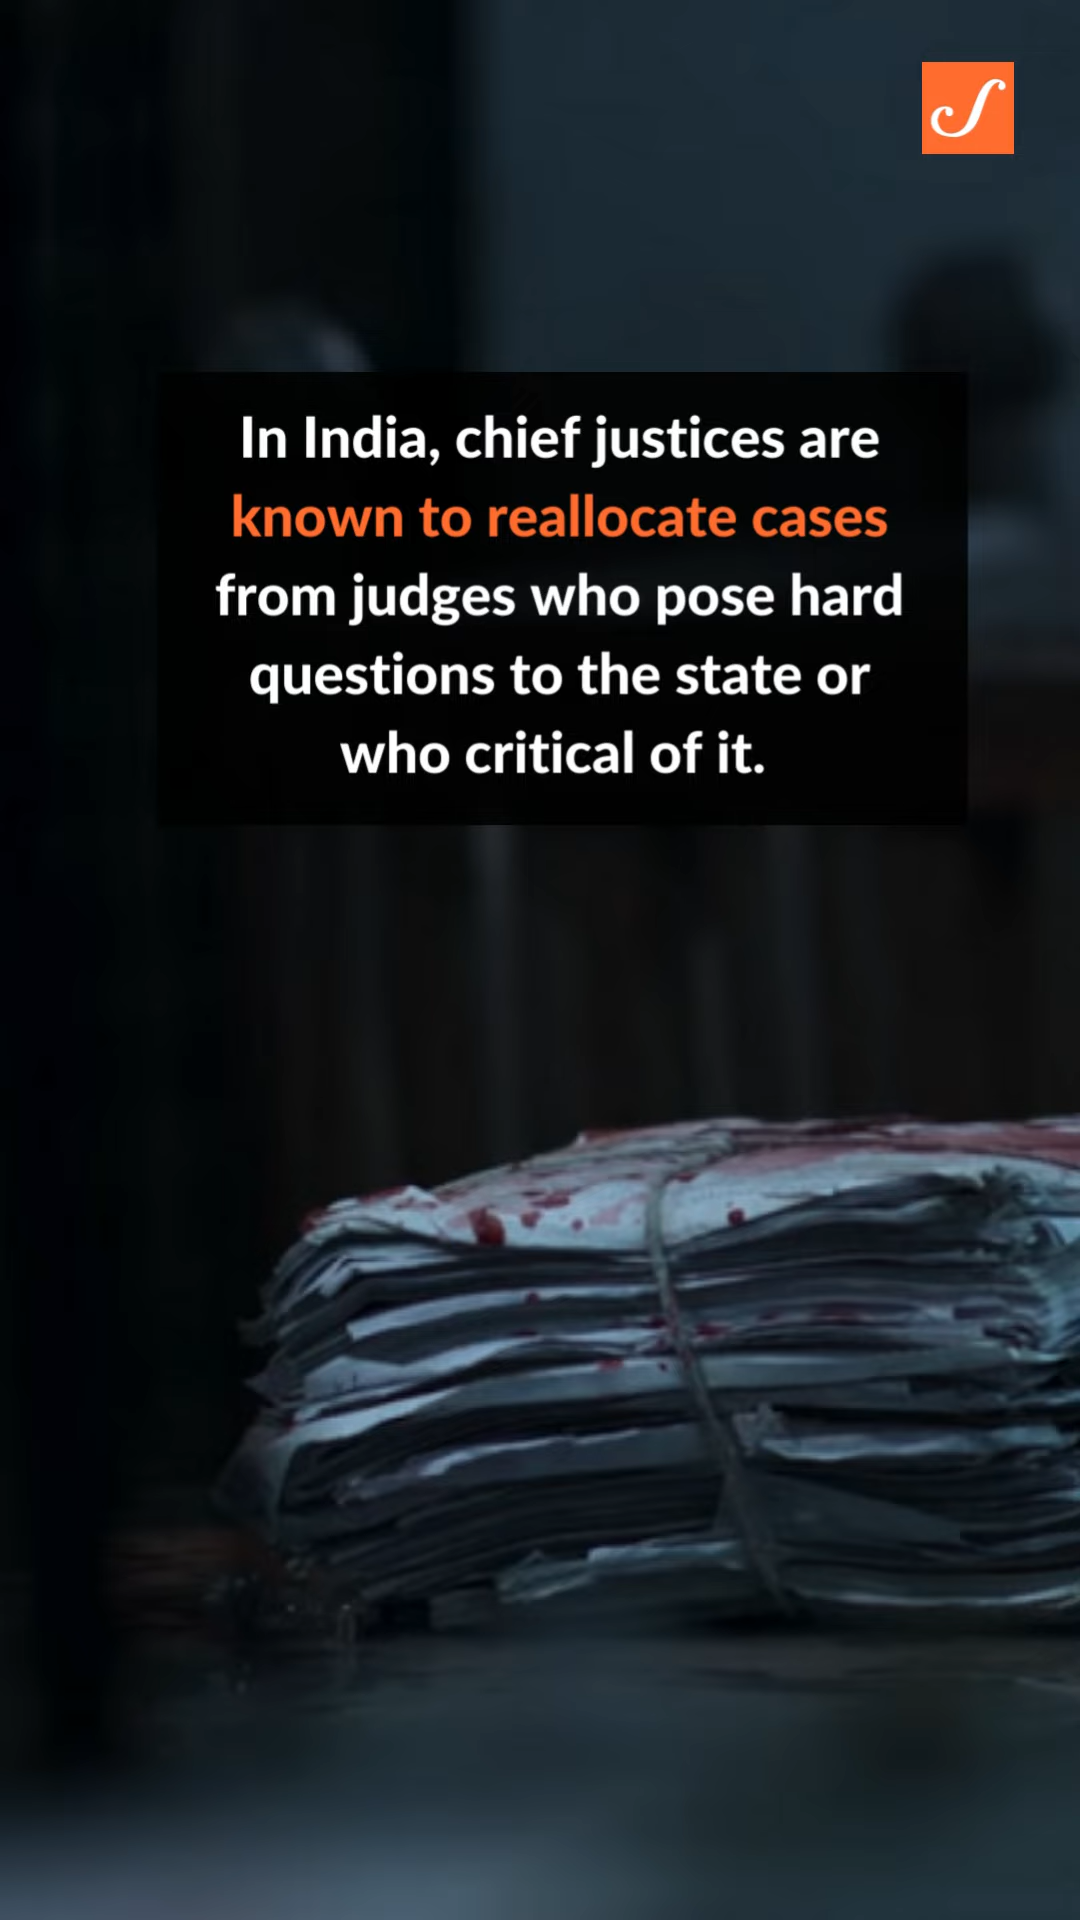 In India, chief justices are
known to reallocate cases
from judges who pose hard
questions to the state or
who critical of it.